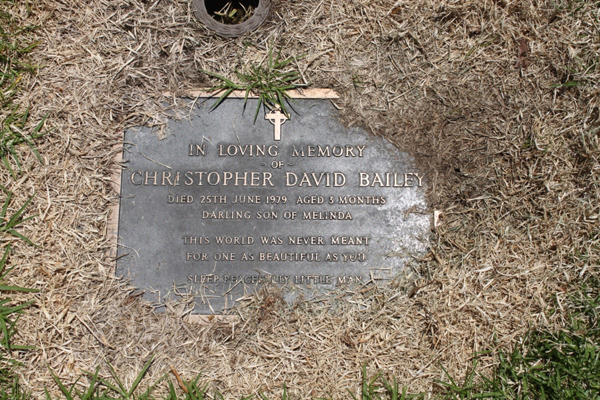 IN LOVING MEMORY
- OF -
CHRISTOPHER DAVID BAILEY
DIED 25TH JUNE 1979 AGED 3 MONTHS
DARLING SON OF MELINDA
THIS WORLD WAS NEVER MEANT
FOR ONE AS BEAUTIFUL AS YOU.
SLEEP PEACEFULLY LITTLE MAN